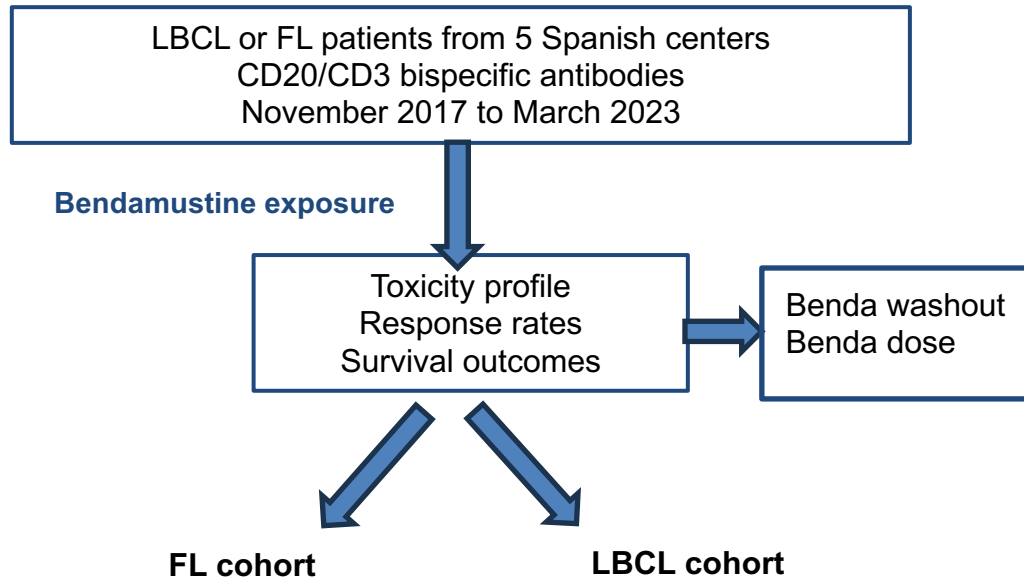 LBCL or FL patients from 5 Spanish centers
CD20/CD3 bispecific antibodies
November 2017 to March 2023
Bendamustine exposure
Toxicity profile
Response rates
Survival outcomes
Benda washout
Benda dose
FL cohort
LBCL cohort